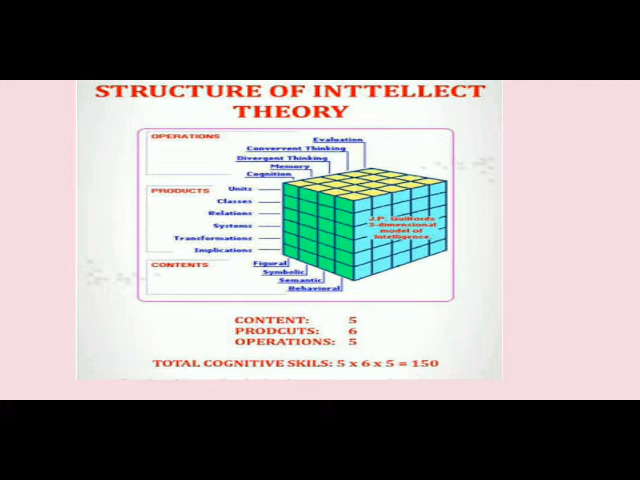 STRUCTURE OF INTTELLECT
THEORY
OPERATIONS
Evaluation
Convervent Thinking
Divergent Thinking
Memory
Cognition
PRODUCTS
Units
Classes
Relations
Systems
Transformations
Implications
J.P. Guilfords
3-dimensional
model of
Intelligence
CONTENTS
Figural
Symbolic
Semantic
Behavioral
CONTENT: 5
PRODCUTS: 6
OPERATIONS: 5
TOTAL COGNITIVE SKILS: 5 x 6 x 5 = 150